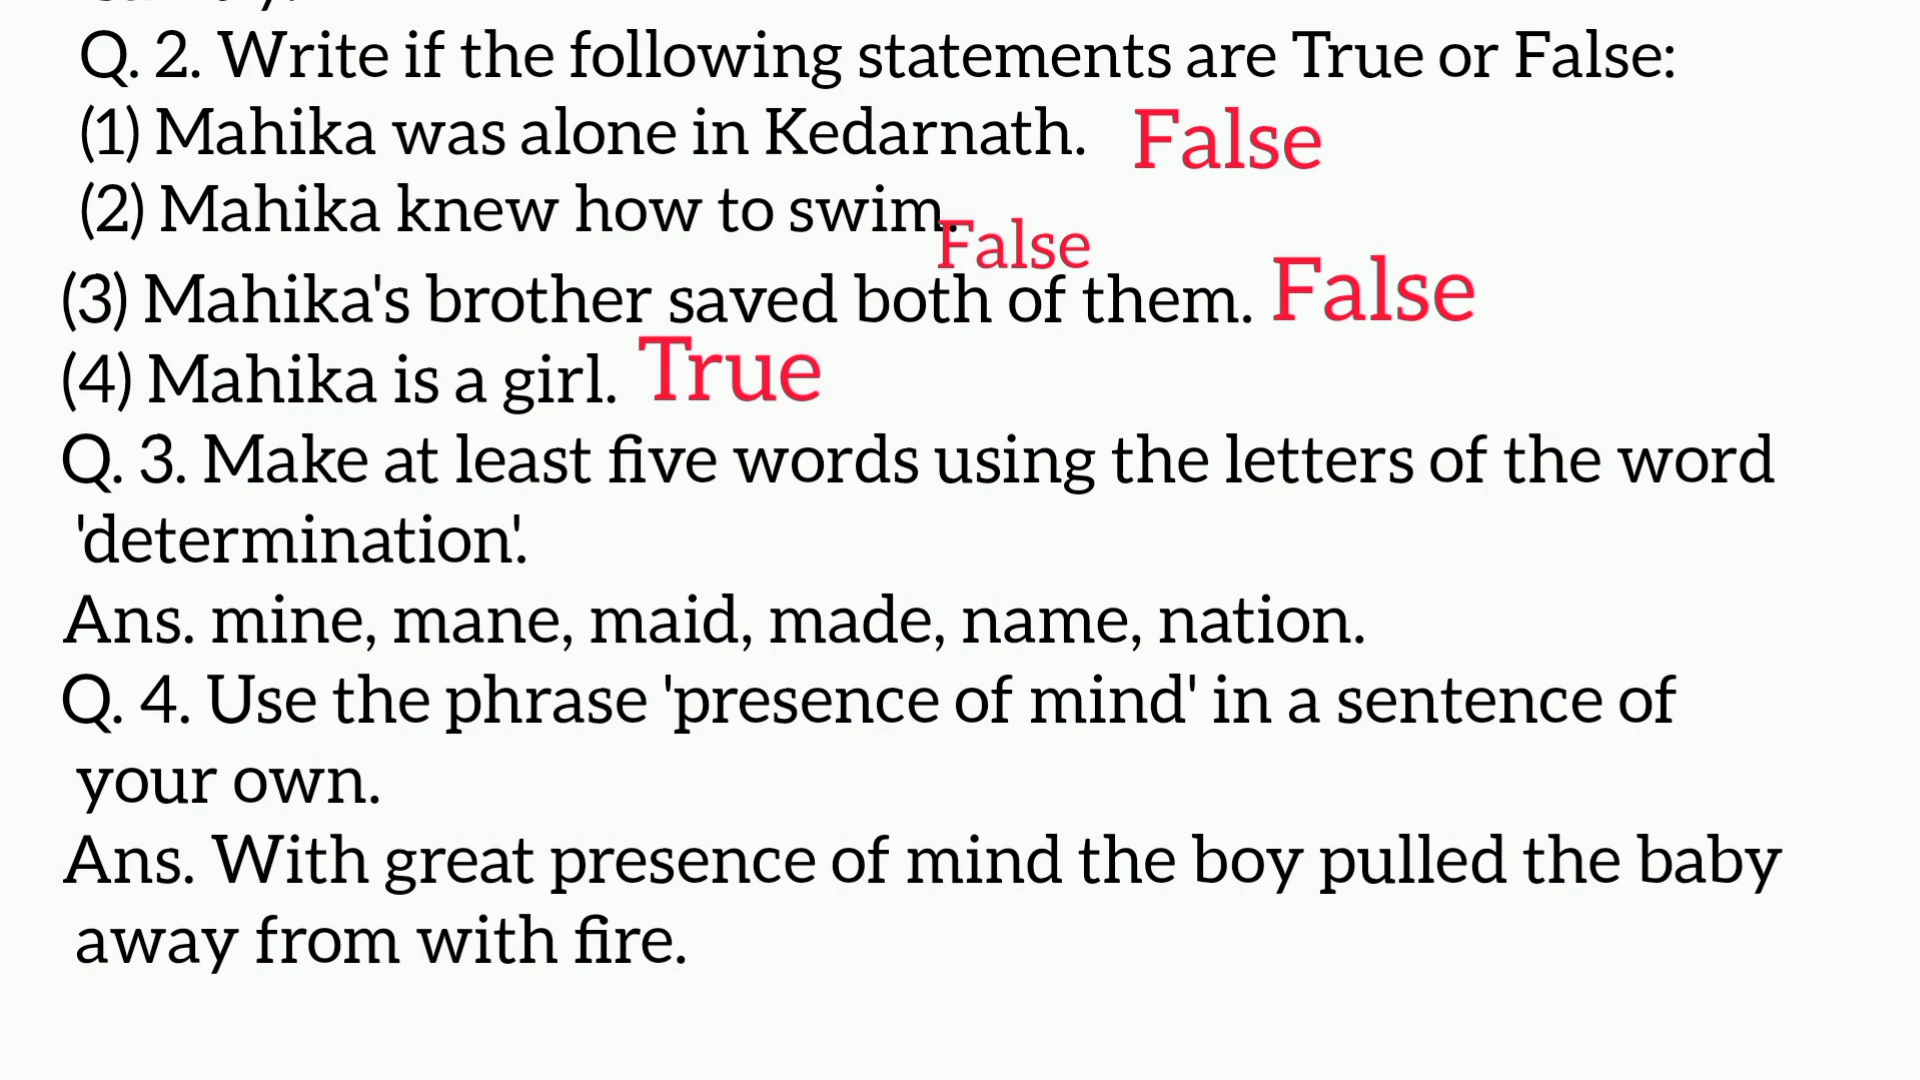 Q. 2. Write if the following statements are True or False:
(1) Mahika was alone in Kedarnath. False
(2) Mahika knew how to swim. False
(3) Mahika's brother saved both of them. False
(4) Mahika is a girl. True
Q. 3. Make at least five words using the letters of the word
'determination'.
Ans. mine, mane, maid, made, name, nation.
Q. 4. Use the phrase 'presence of mind' in a sentence of
your own.
Ans. With great presence of mind the boy pulled the baby
away from with fire.